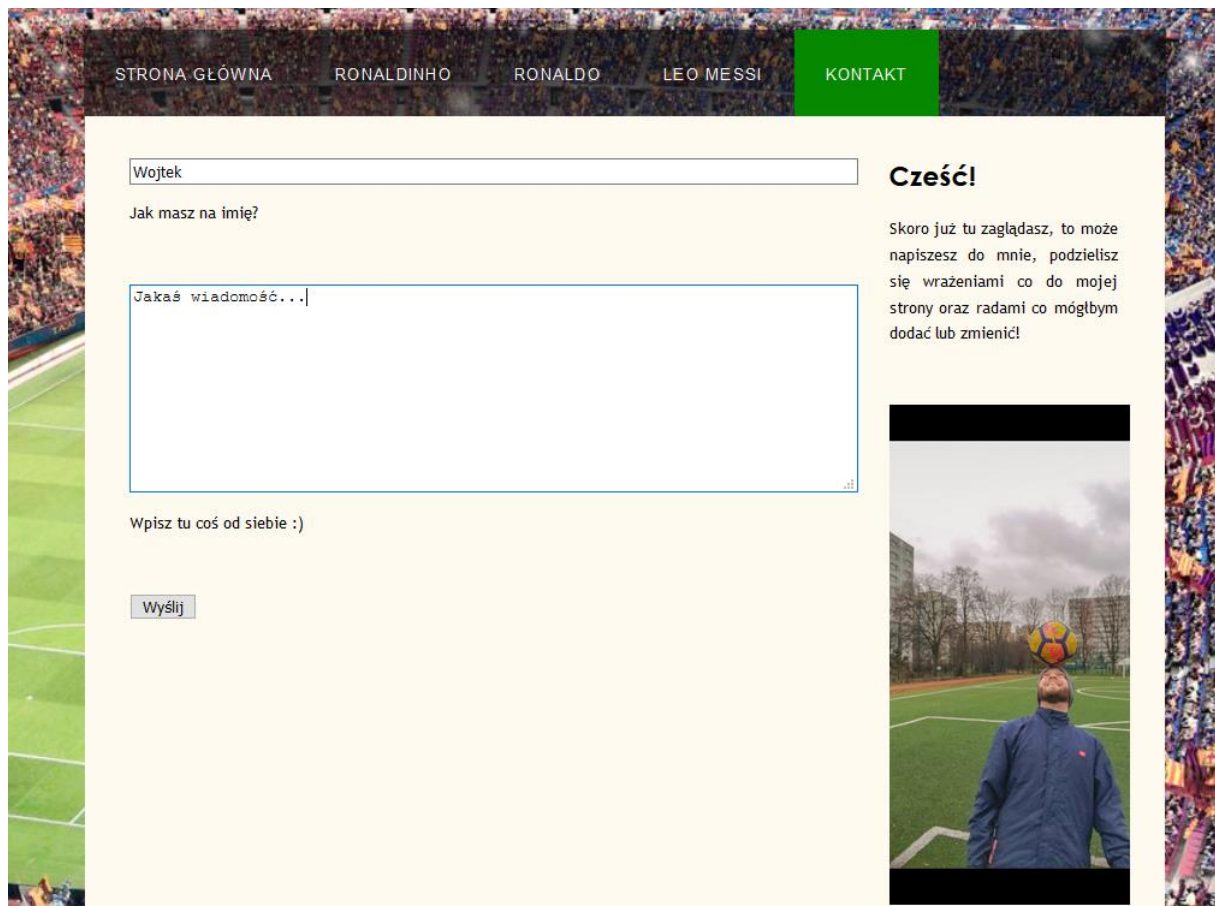 STRONA GŁÓWNA RONALDINHO RONALDO LEO MESSI KONTAKT
Wojtek
Jak masz na imię?
Jakaś wiadomość...
Wpisz tu coś od siebie :)
Wyślij
Cześć!
Skoro już tu zaglądasz, to może
napiszesz do mnie, podzielisz
się wrażeniami co do mojej
strony oraz radami co mógłbym
dodać lub zmienić!